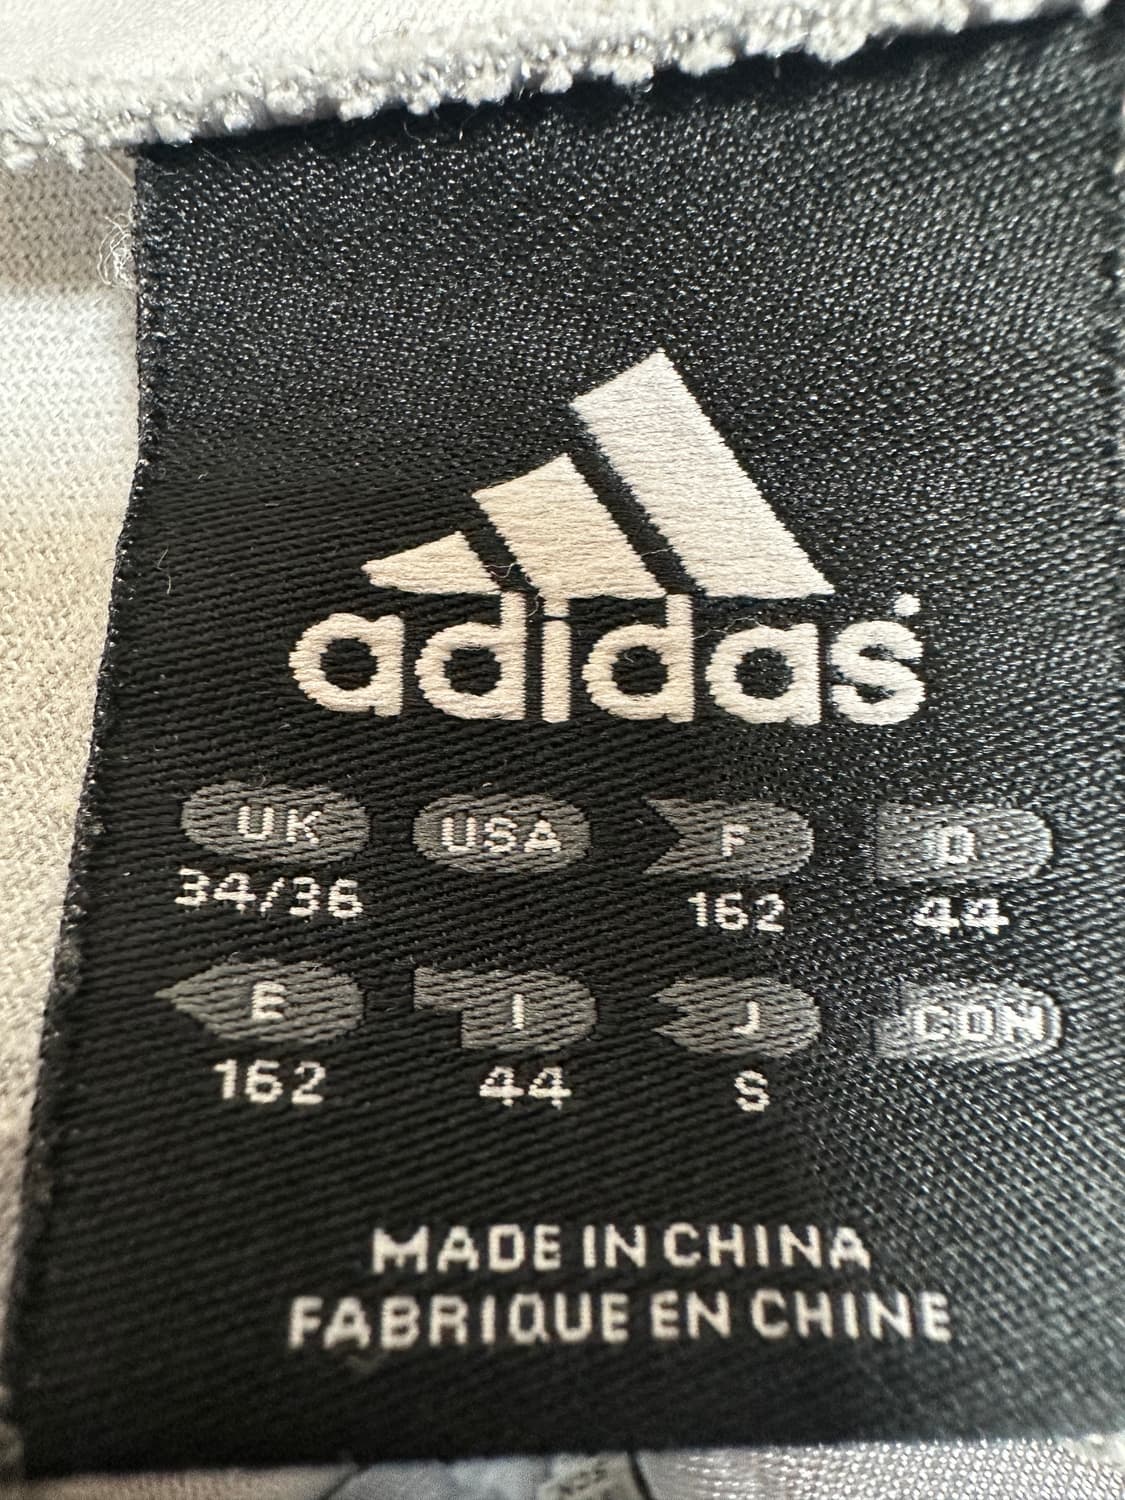 adidas
UK USA F D
34/36 162 44
E I J CDN
162 44 S
MADE IN CHINA
FABRIQUE EN CHINE